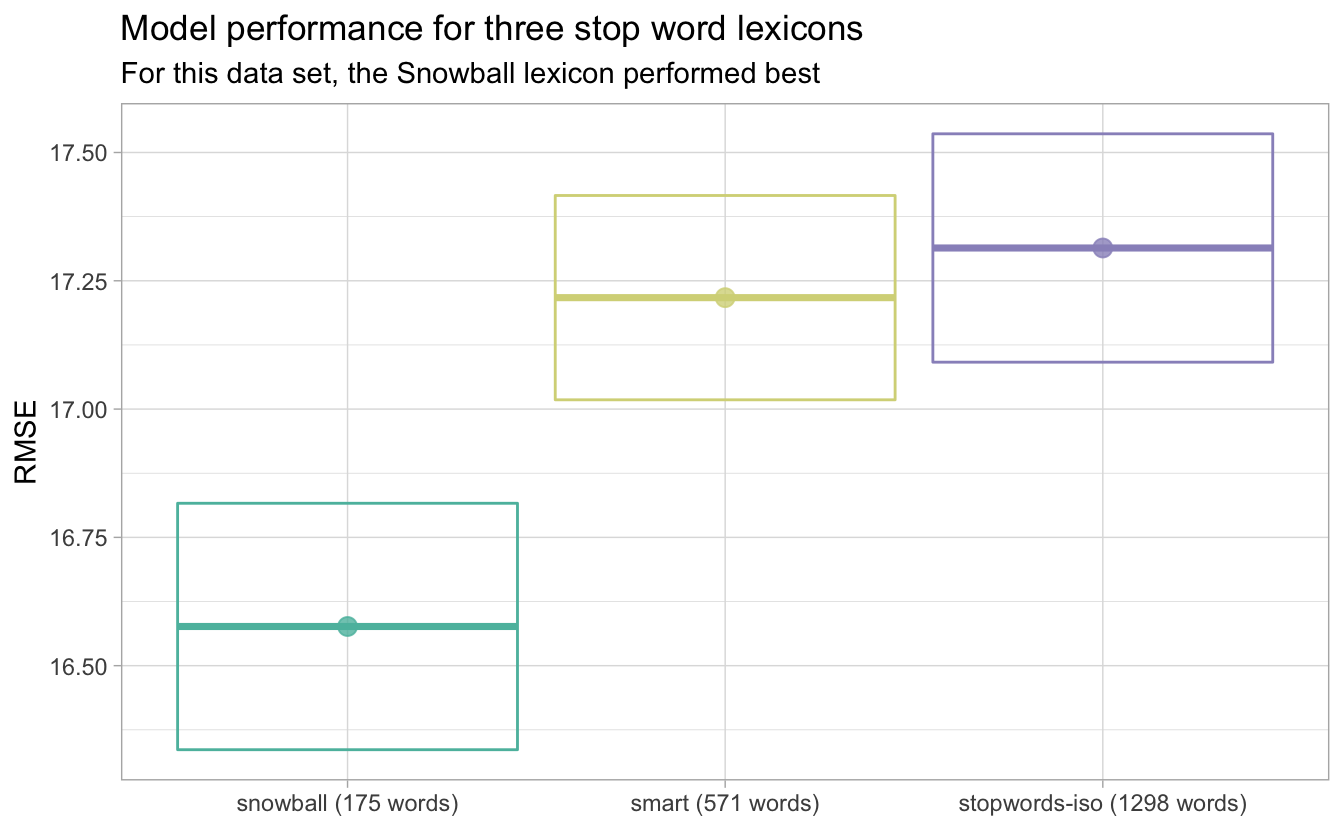 Model performance for three stop word lexicons
For this data set, the Snowball lexicon performed best
RMSE
17.50
17.25
17.00
16.75
16.50
snowball (175 words)
smart (571 words)
stopwords-iso (1298 words)